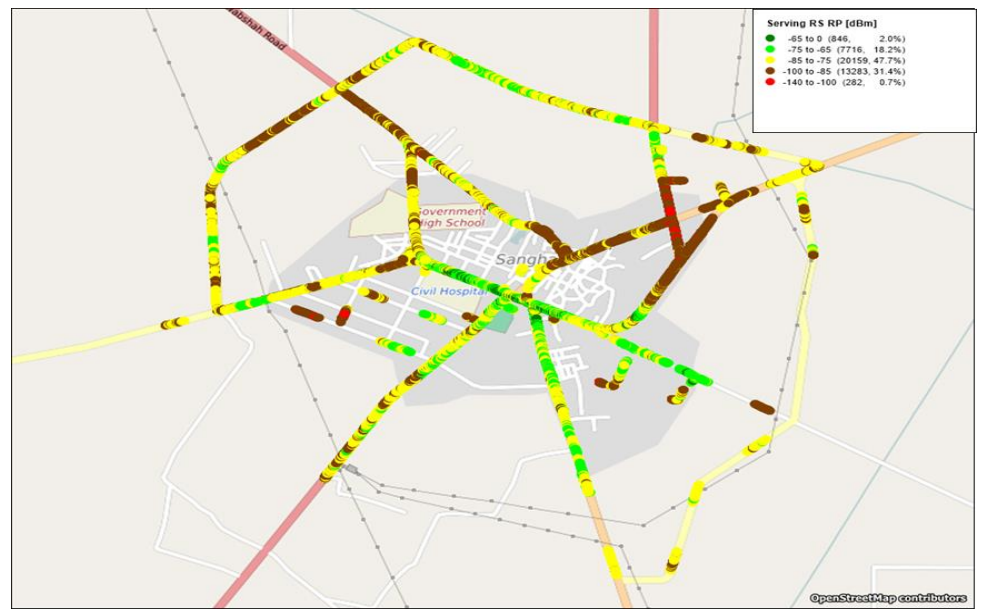 Serving RS RP [dBm]
-65 to 0 (846, 2.0%)
-75 to -65 (7716, 18.2%)
-85 to -75 (20159, 47.7%)
-100 to -85 (13283, 31.4%)
-140 to -100 (282, 0.7%)
Road
Government
High School
Sangha
Civil Hospital
OpenStreetMap contributors